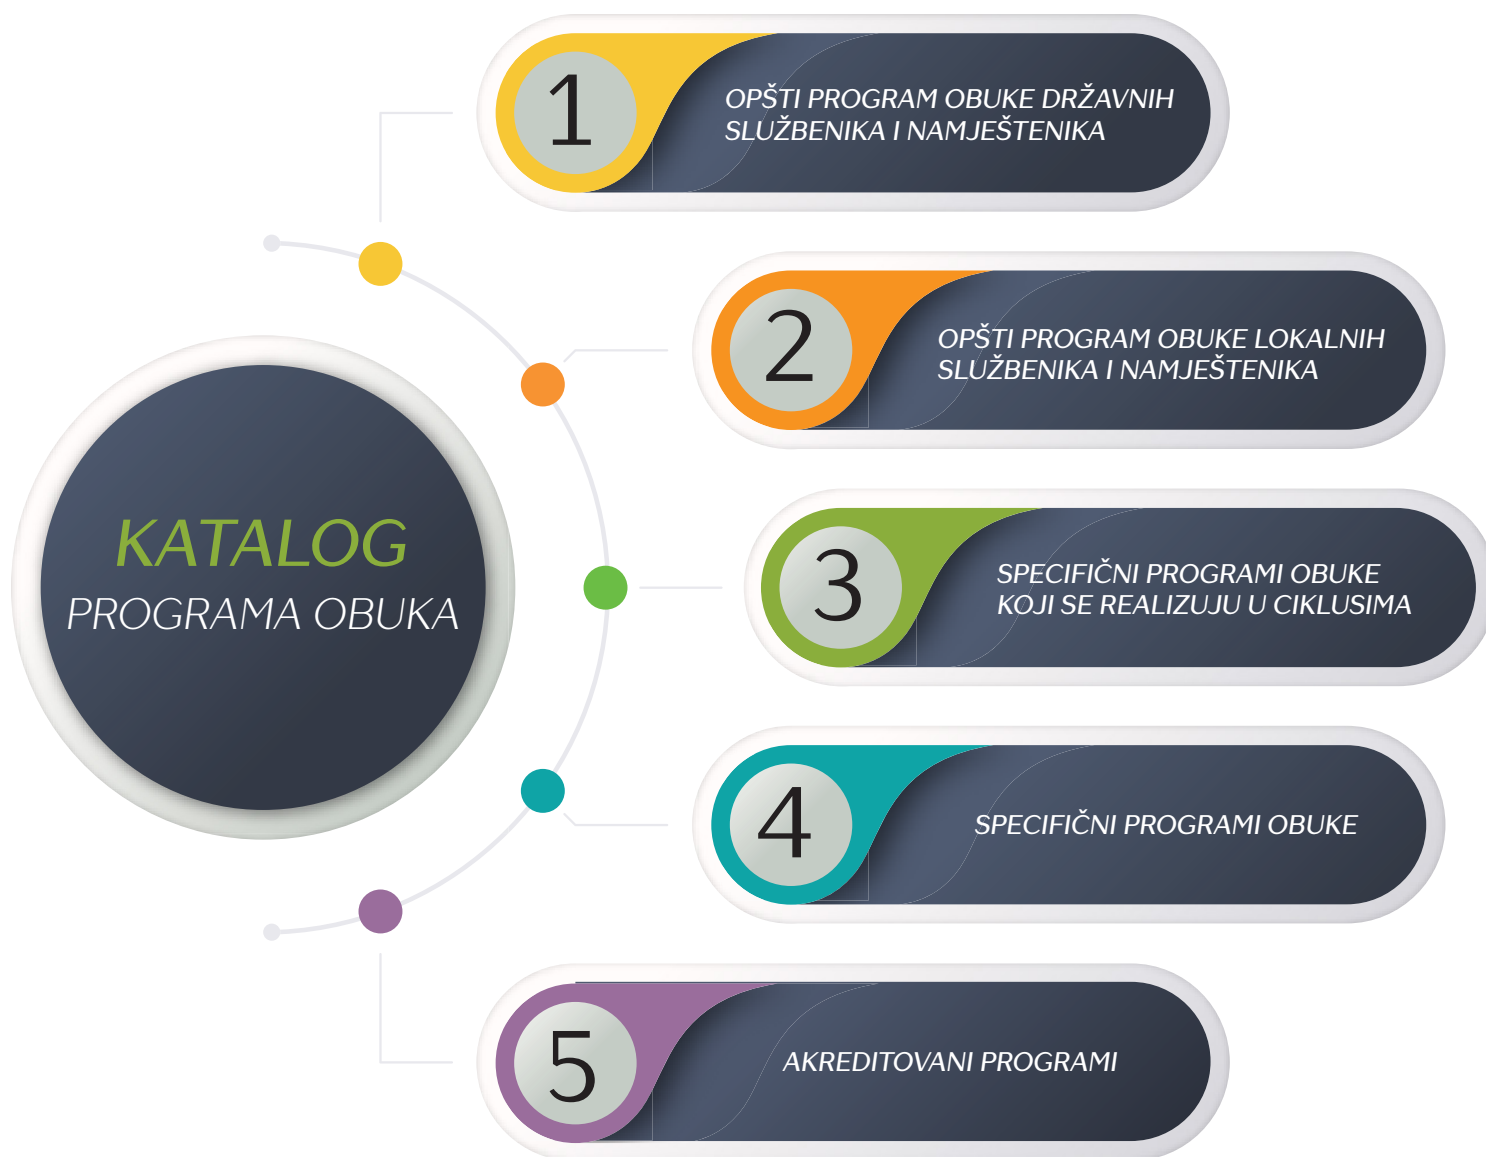 KATALOG
PROGRAMA OBUKA
1
OPŠTI PROGRAM OBUKE DRŽAVNIH
SLUŽBENIKA I NAMJEŠTENIKA
2
OPŠTI PROGRAM OBUKE LOKALNIH
SLUŽBENIKA I NAMJEŠTENIKA
3
SPECIFIČNI PROGRAMI OBUKE
KOJI SE REALIZUJU U CIKLUSIMA
4
SPECIFIČNI PROGRAMI OBUKE
5
AKREDITOVANI PROGRAMI